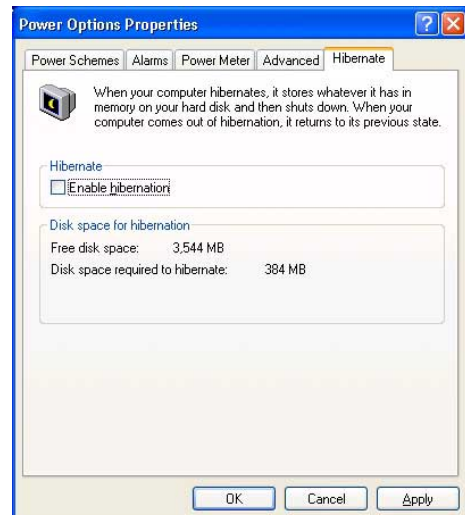 Power Options Properties
Power Schemes Alarms Power Meter Advanced Hibernate
When your computer hibernates, it stores whatever it has in
memory on your hard disk and then shuts down. When your
computer comes out of hibernation, it returns to its previous state.
Hibernate
Enable hibernation
Disk space for hibernation
Free disk space: 3,544 MB
Disk space required to hibernate: 384 MB
OK Cancel Apply